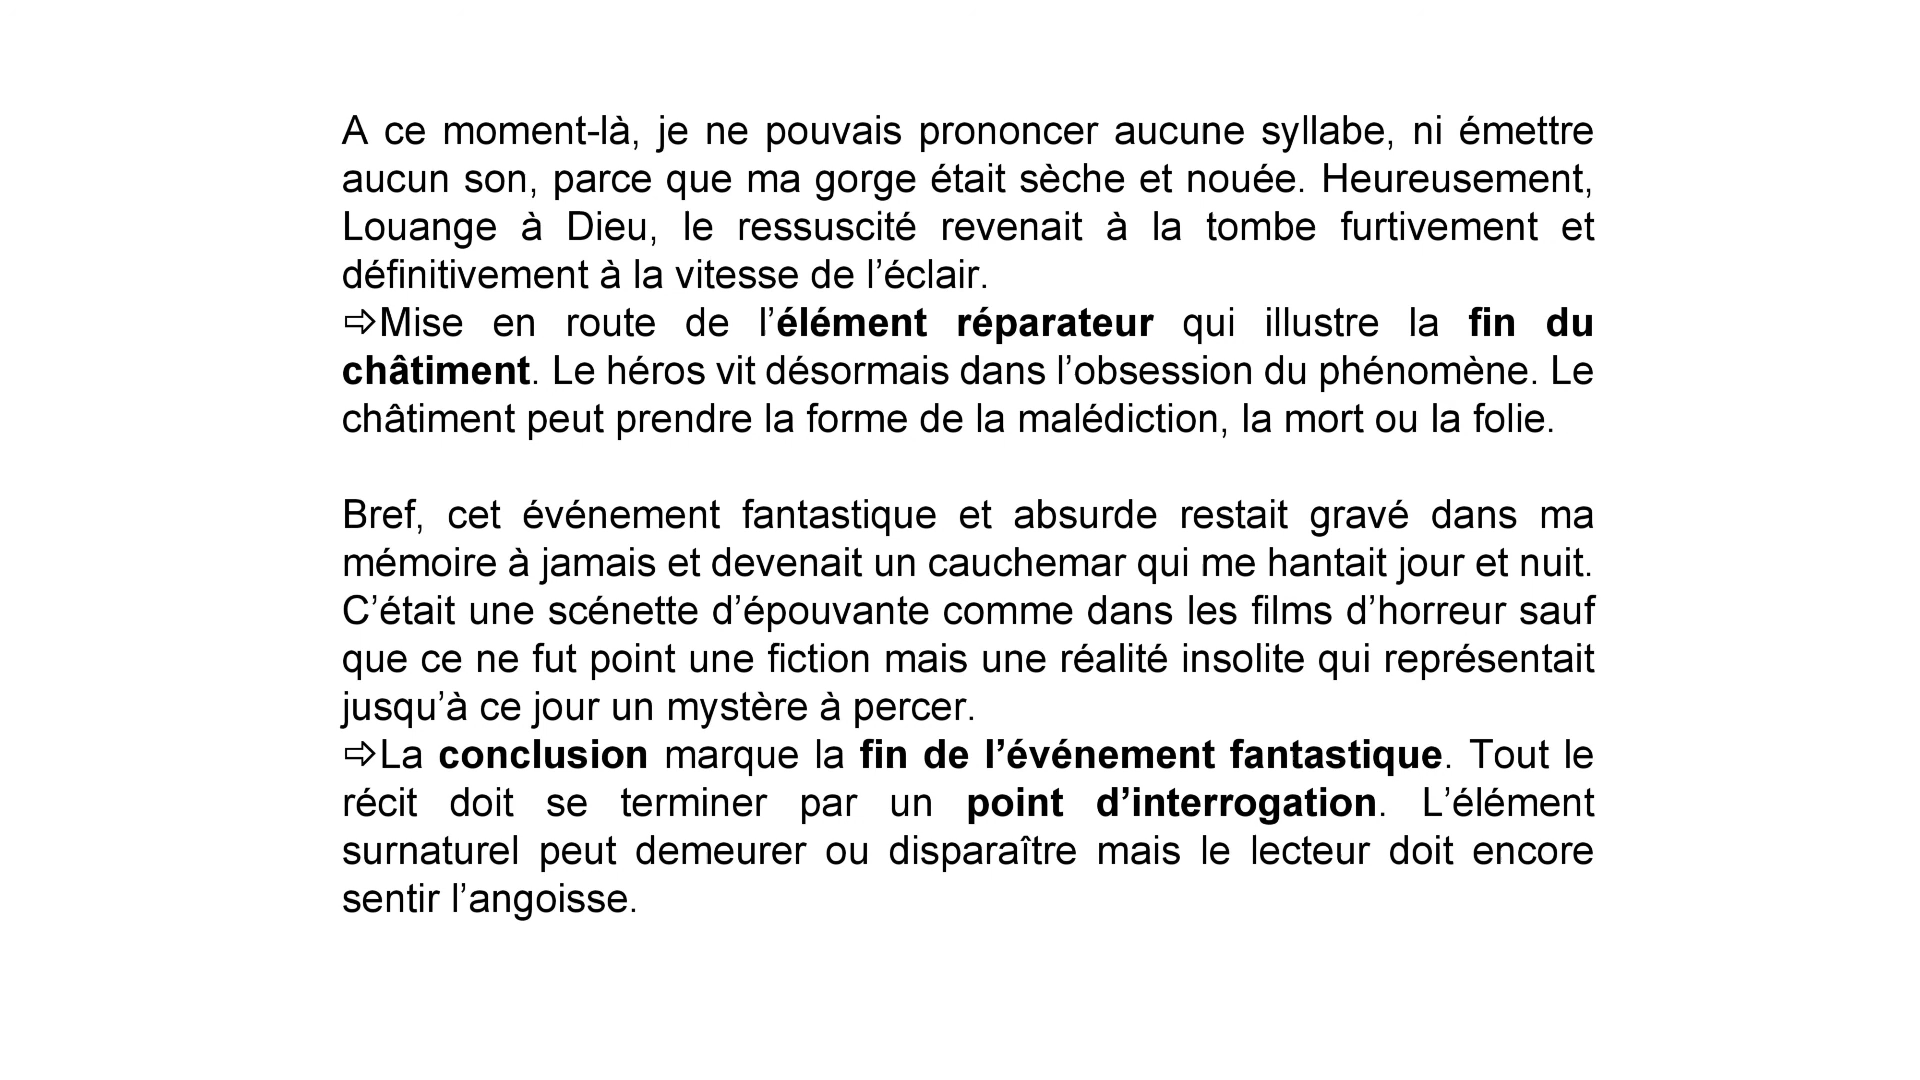 A ce moment-là, je ne pouvais prononcer aucune syllabe, ni émettre
aucun son, parce que ma gorge était sèche et nouée. Heureusement,
Louange à Dieu, le ressuscité revenait à la tombe furtivement et
définitivement à la vitesse de l’éclair.
⇨Mise en route de l’élément réparateur qui illustre la fin du
châtiment. Le héros vit désormais dans l’obsession du phénomène. Le
châtiment peut prendre la forme de la malédiction, la mort ou la folie.
Bref, cet événement fantastique et absurde restait gravé dans ma
mémoire à jamais et devenait un cauchemar qui me hantait jour et nuit.
C’était une scénette d’épouvante comme dans les films d’horreur sauf
que ce ne fut point une fiction mais une réalité insolite qui représentait
jusqu’à ce jour un mystère à percer.
⇨La conclusion marque la fin de l’événement fantastique. Tout le
récit doit se terminer par un point d’interrogation. L’élément
surnaturel peut demeurer ou disparaître mais le lecteur doit encore
sentir l’angoisse.